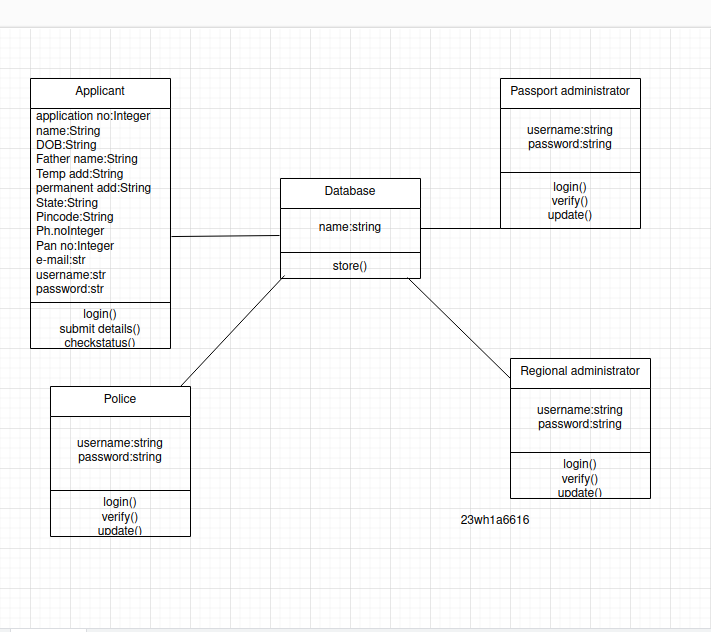 Applicant
application no:Integer
name:String
DOB:String
Father name:String
Temp add:String
permanent add:String
State:String
Pincode:String
Ph.noInteger
Pan no:Integer
e-mail:str
username:str
password:str
login()
submit details()
checkstatus()
Database
name:string
store()
Passport administrator
username:string
password:string
login()
verify()
update()
Police
username:string
password:string
login()
verify()
update()
Regional administrator
username:string
password:string
login()
verify()
update()
23wh1a6616